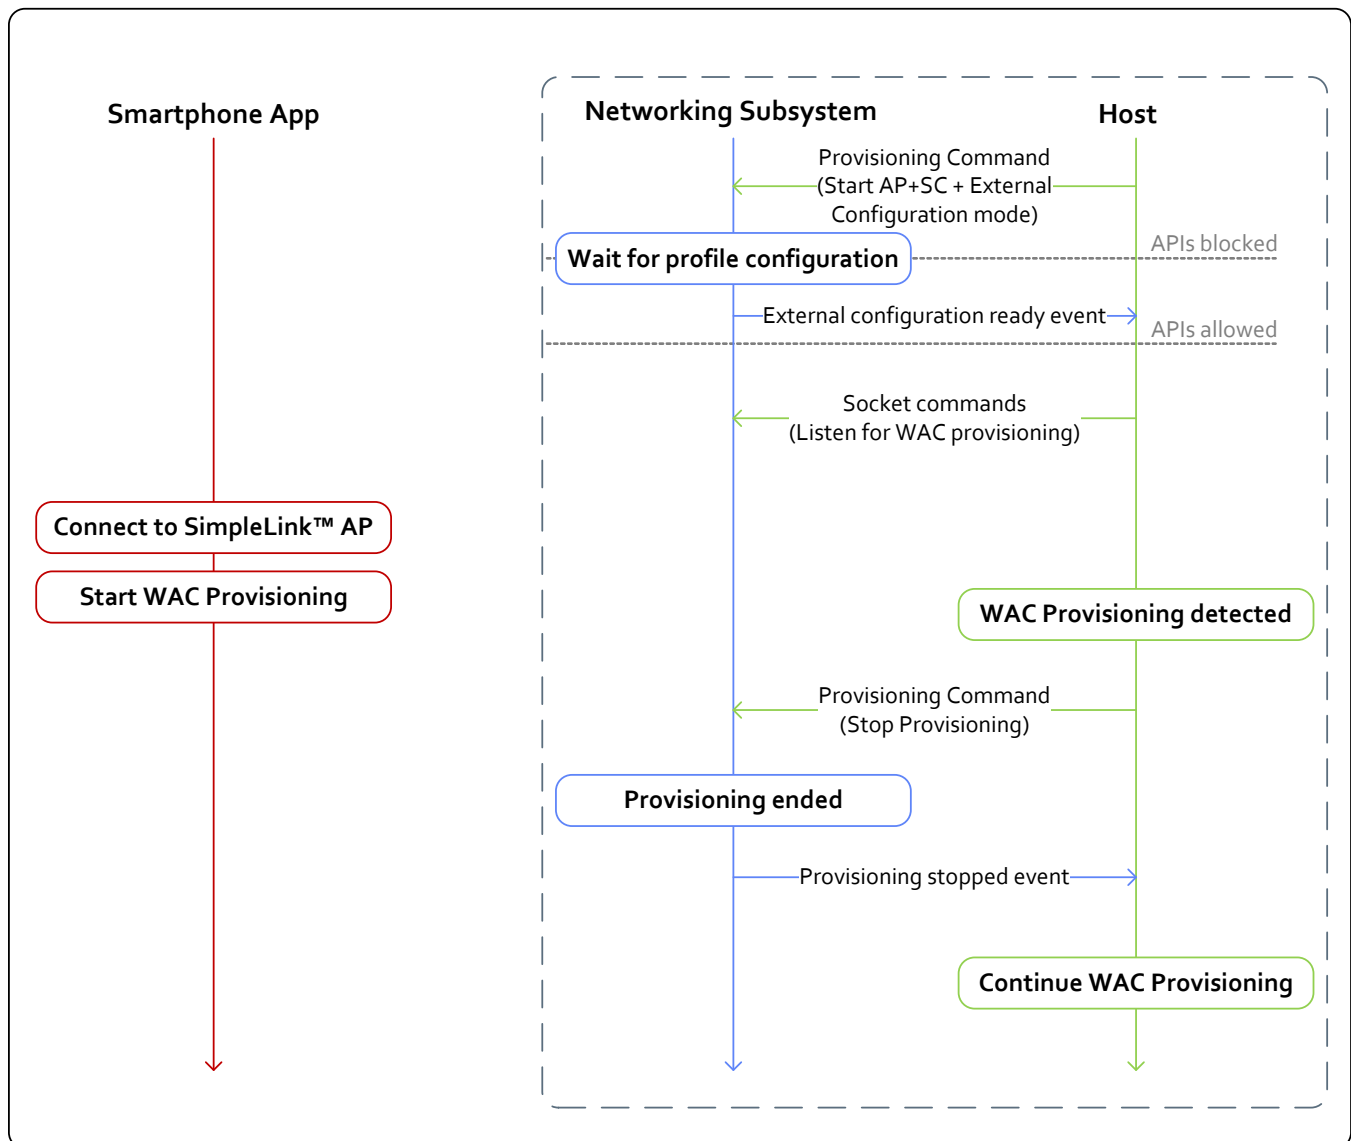 Smartphone App
Networking Subsystem
Host
Provisioning Command
(Start AP+SC + External
Configuration mode)
APIs blocked
Wait for profile configuration
External configuration ready event
APIs allowed
Socket commands
(Listen for WAC provisioning)
Connect to SimpleLink™ AP
Start WAC Provisioning
WAC Provisioning detected
Provisioning Command
(Stop Provisioning)
Provisioning ended
Provisioning stopped event
Continue WAC Provisioning